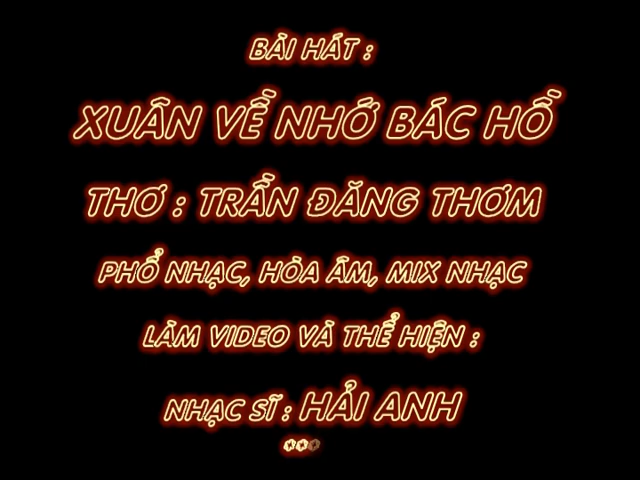 BÀI HÁT :
XUÂN VỀ NHỚ BÁC HỒ
THƠ : TRẦN ĐĂNG THƠM
PHỔ NHẠC, HÒA ÂM, MIX NHẠC
LÀM VIDEO VÀ THỂ HIỆN :
NHẠC SĨ : HẢI ANH